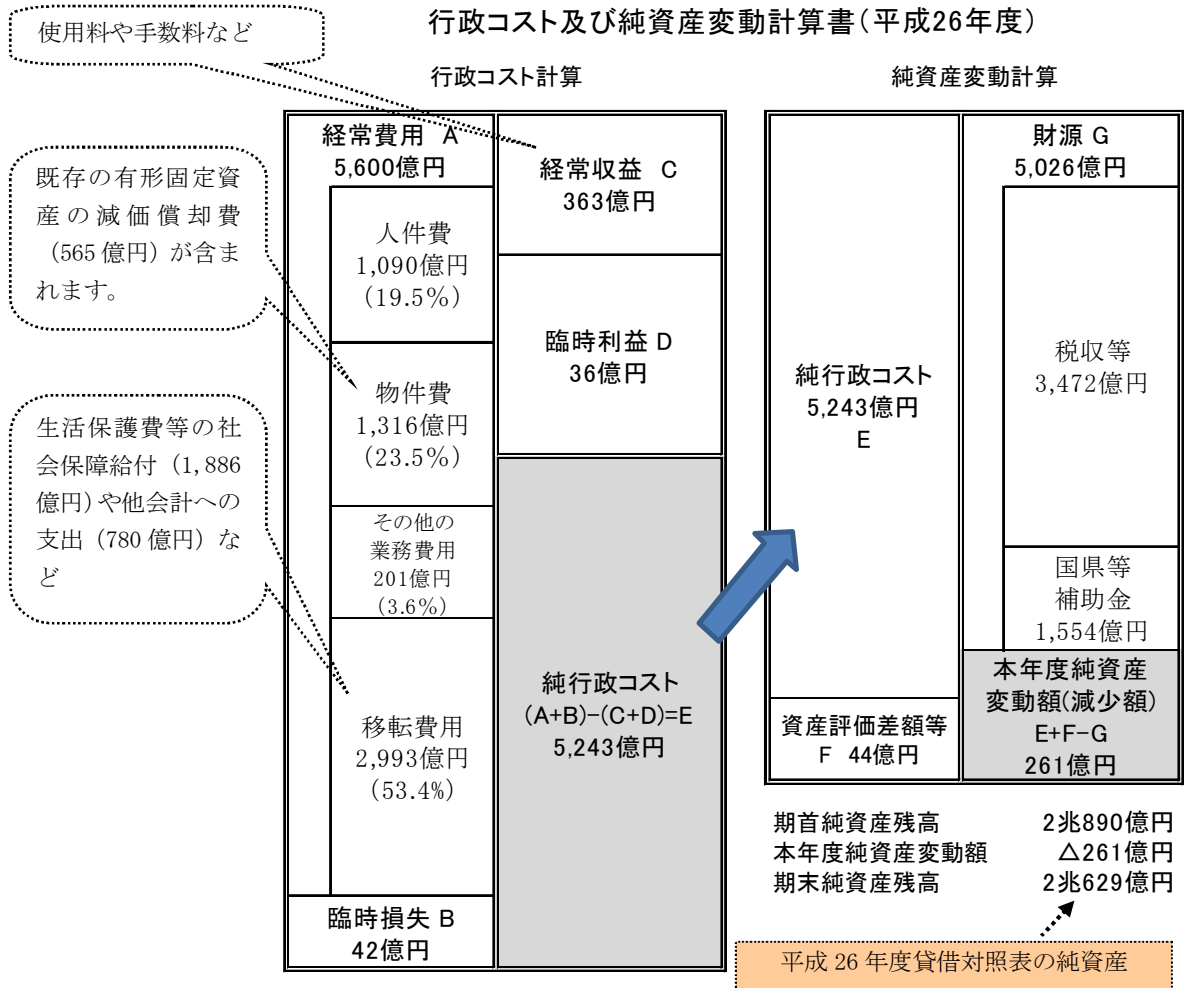 行政コスト及び純資産変動計算書(平成26年度)
使用料や手数料など
行政コスト計算
純資産変動計算
既存の有形固定資
産の減価償却費
(565億円)が含ま
れます。
生活保護費等の社
会保障給付(1,886
億円)や他会計への
支出(780億円)な
ど
経常費用 A
5,600億円
人件費
1,090億円
(19.5%)
物件費
1,316億円
(23.5%)
その他の
業務費用
201億円
(3.6%)
移転費用
2,993億円
(53.4%)
臨時損失 B
42億円
経常収益 C
363億円
臨時利益 D
36億円
純行政コスト
(A+B)-(C+D)=E
5,243億円
純行政コスト
5,243億円
E
資産評価差額等
F 44億円
財源 G
5,026億円
税収等
3,472億円
国県等
補助金
1,554億円
本年度純資産
変動額(減少額)
E+F-G
261億円
期首純資産残高 2兆890億円
本年度純資産変動額 △261億円
期末純資産残高 2兆629億円
平成26年度貸借対照表の純資産